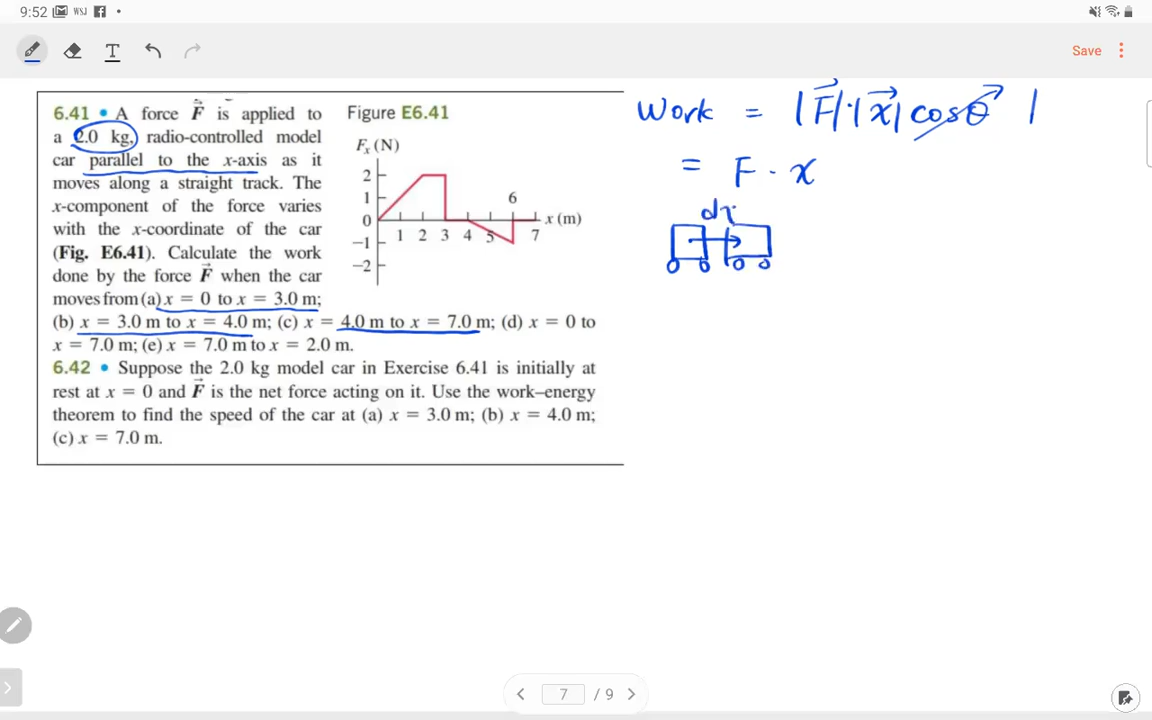 9:52 WSJ
T
Save
6.41 • A force F is applied to
a 2.0 kg, radio-controlled model
car parallel to the x-axis as it
moves along a straight track. The
x-component of the force varies
with the x-coordinate of the car
(Fig. E6.41). Calculate the work
done by the force F when the car
moves from (a) x = 0 to x = 3.0 m;
(b) x = 3.0 m to x = 4.0 m; (c) x = 4.0 m to x = 7.0 m; (d) x = 0 to
x = 7.0 m; (e) x = 7.0 m to x = 2.0 m.
6.42 • Suppose the 2.0 kg model car in Exercise 6.41 is initially at
rest at x = 0 and F is the net force acting on it. Use the work–energy
theorem to find the speed of the car at (a) x = 3.0 m; (b) x = 4.0 m;
(c) x = 7.0 m.
Figure E6.41
Fₓ (N)
2
1
0
−1
−2
6
1 2 3 4 5 7
x (m)
Work = |F|·|x| cosθ 1
= F · x
dx
7 / 9